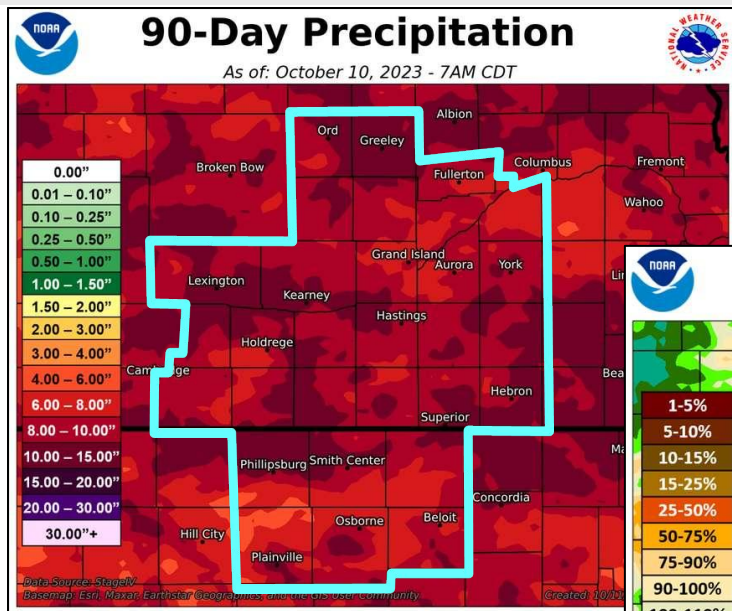 NOAA
90-Day Precipitation
NATIONAL WEATHER SERVICE
As of: October 10, 2023 - 7AM CDT
Albion
Ord
Greeley
Broken Bow
Columbus
Fremont
Fullerton
Wahoo
Grand Island
Aurora
York
Lexington
Kearney
Hastings
Holdrege
Hebron
Superior
Phillipsburg
Smith Center
Concordia
Osborne
Beloit
Hill City
Plainville
0.00"
0.01 – 0.10"
0.10 – 0.25"
0.25 – 0.50"
0.50 – 1.00"
1.00 – 1.50"
1.50 – 2.00"
2.00 – 3.00"
3.00 – 4.00"
4.00 – 6.00"
6.00 – 8.00"
8.00 – 10.00"
10.00 – 15.00"
15.00 – 20.00"
20.00 – 30.00"
30.00"+
Data Source: StageIV
Basemap: Esri, Maxar, Earthstar Geographics, and the GIS User Community
Created: 10/11
NOAA
1-5%
5-10%
10-15%
15-25%
25-50%
50-75%
75-90%
90-100%